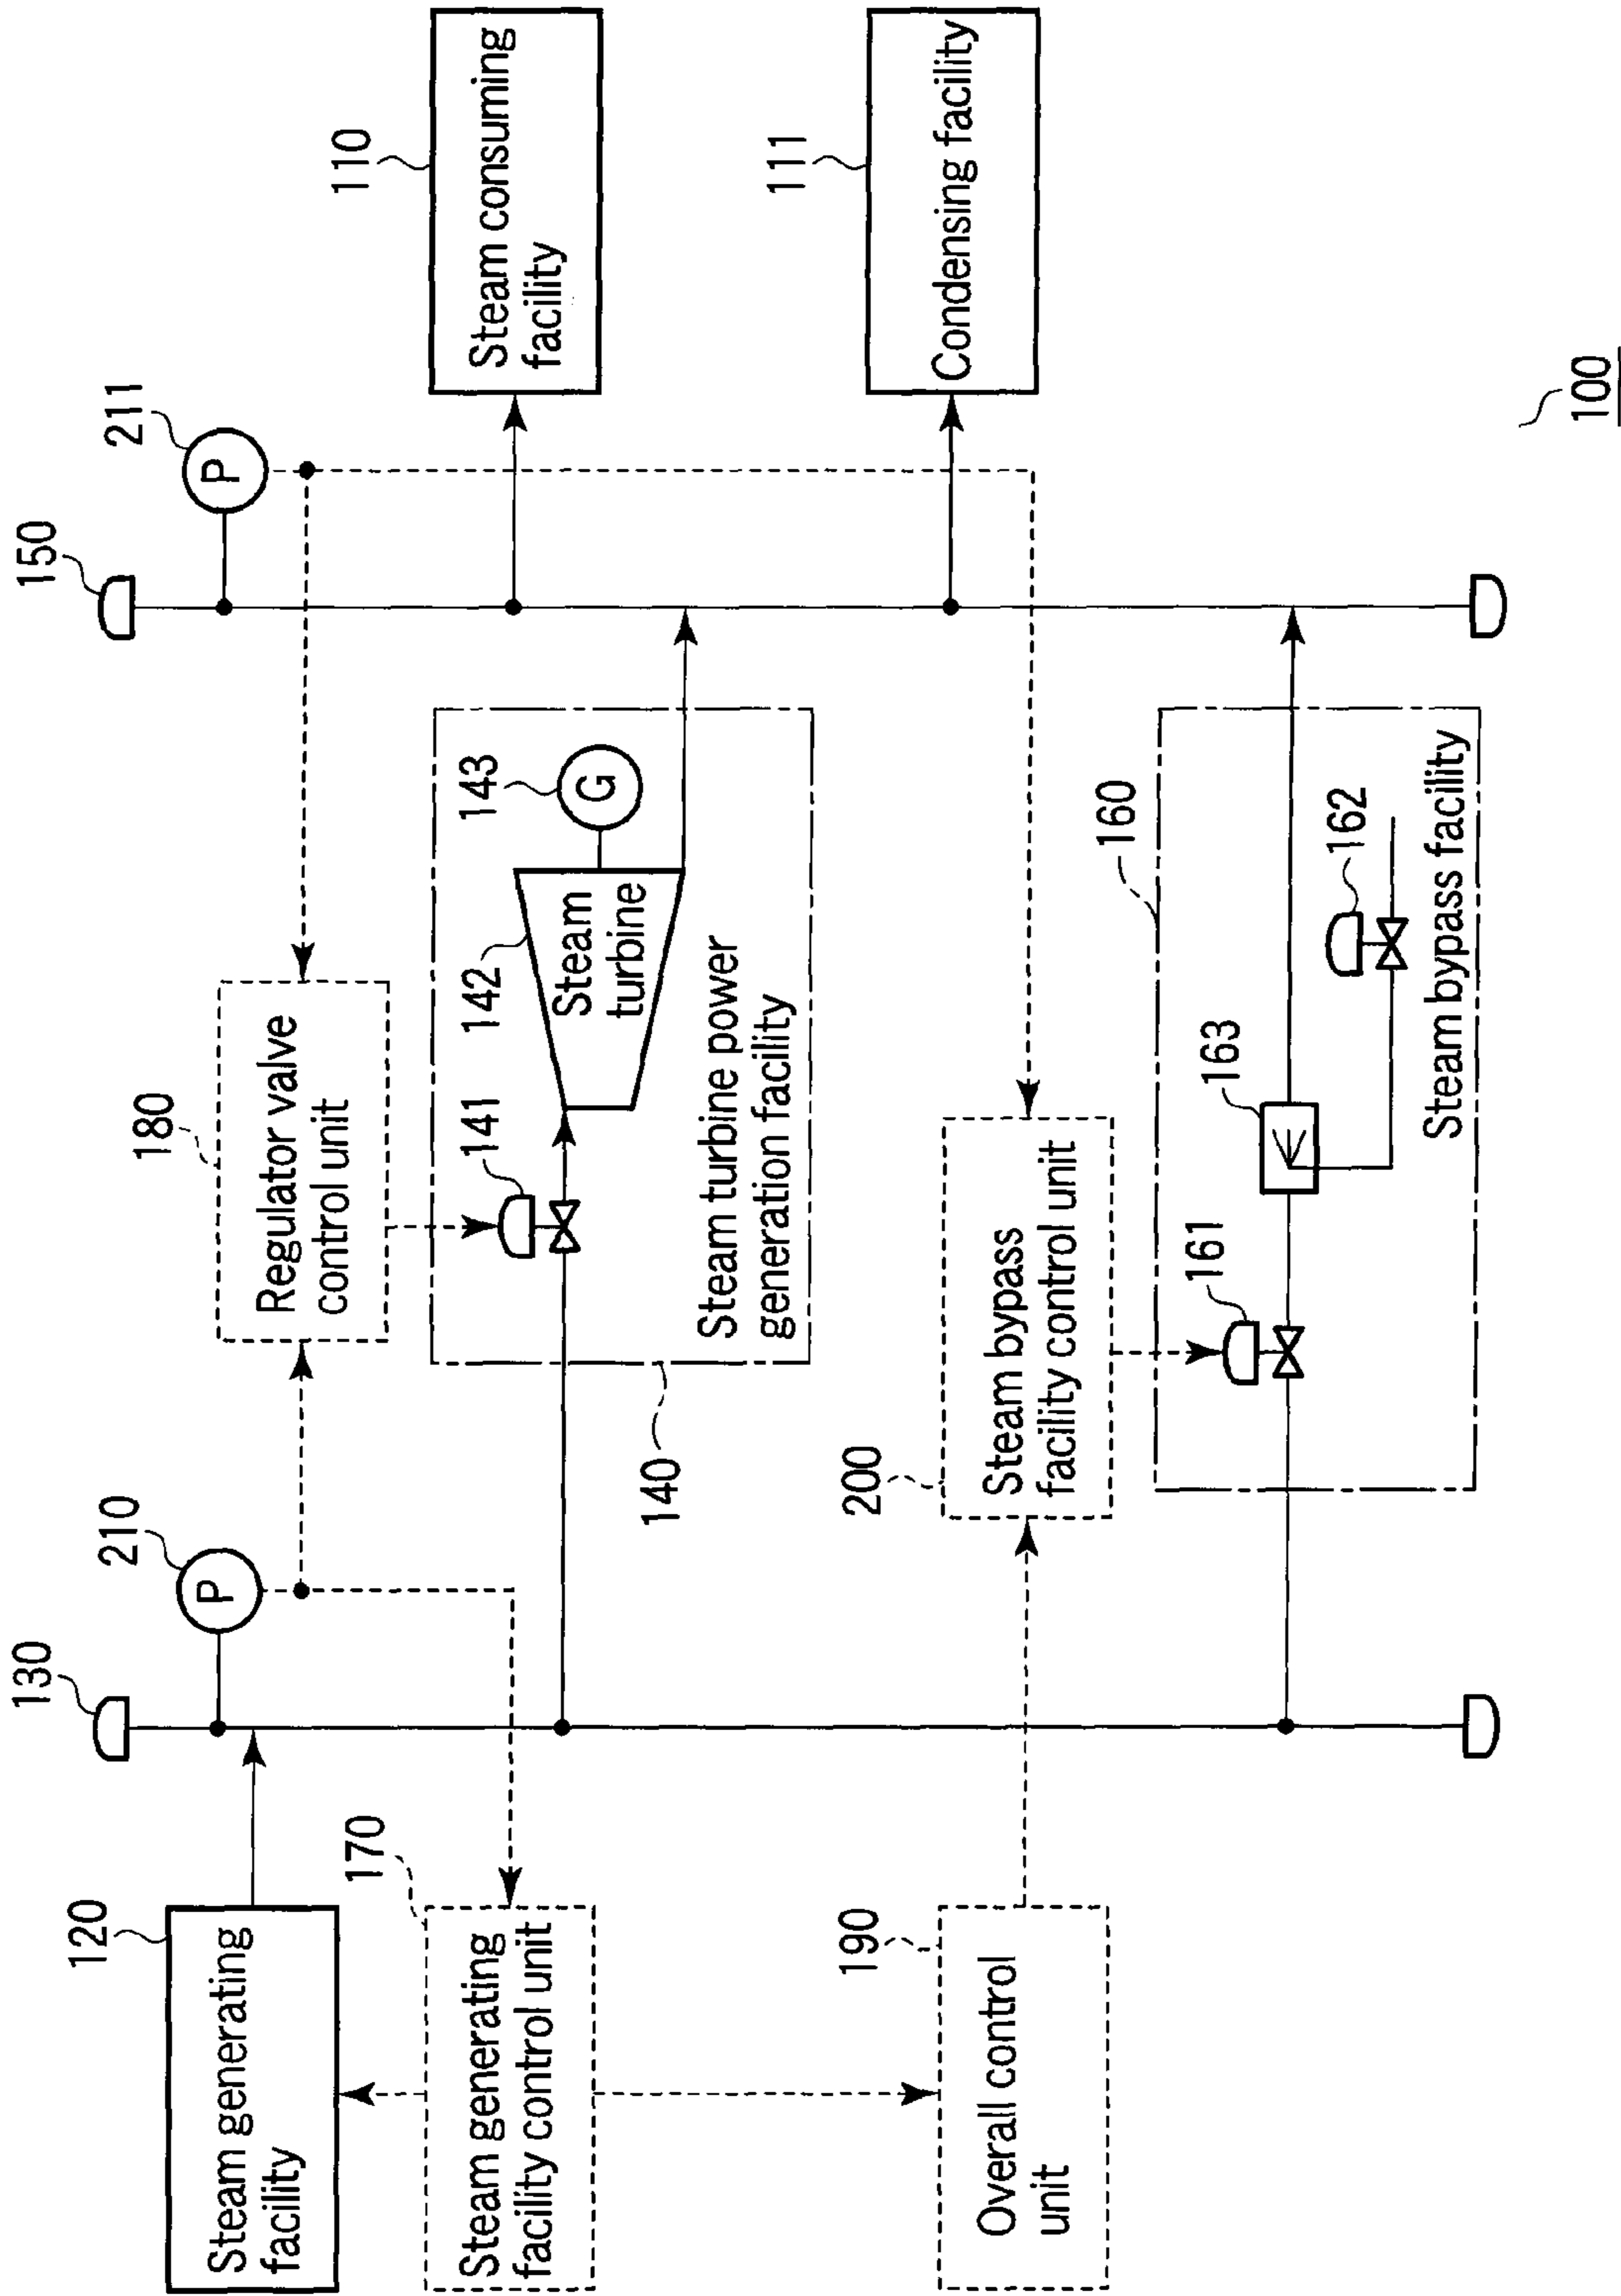 120
Steam generating
facility
130
210
P
150
211
P
110
Steam consuming
facility
170
Steam generating
facility control unit
180
Regulator valve
control unit
141
142
Steam
turbine
143
G
Steam turbine power
generation facility
140
111
Condensing facility
190
Overall control
unit
200
Steam bypass
facility control unit
160
161
163
162
Steam bypass facility
100